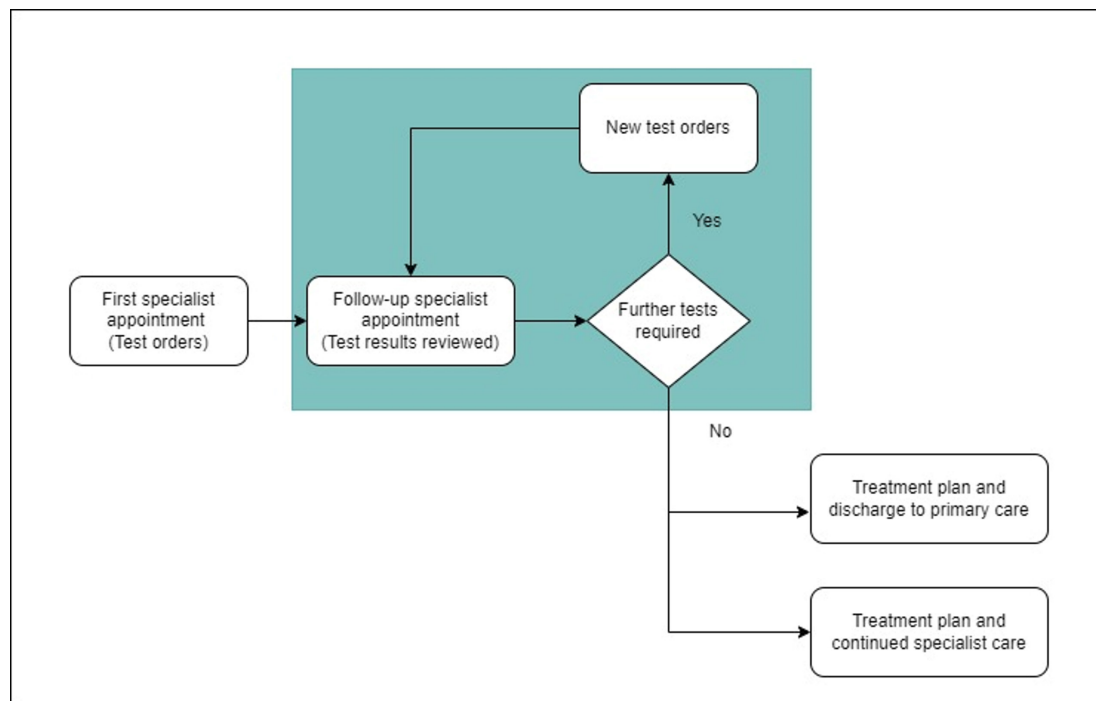 New test orders
Yes
First specialist
appointment
(Test orders)
Follow-up specialist
appointment
(Test results reviewed)
Further tests
required
No
Treatment plan and
discharge to primary care
Treatment plan and
continued specialist care